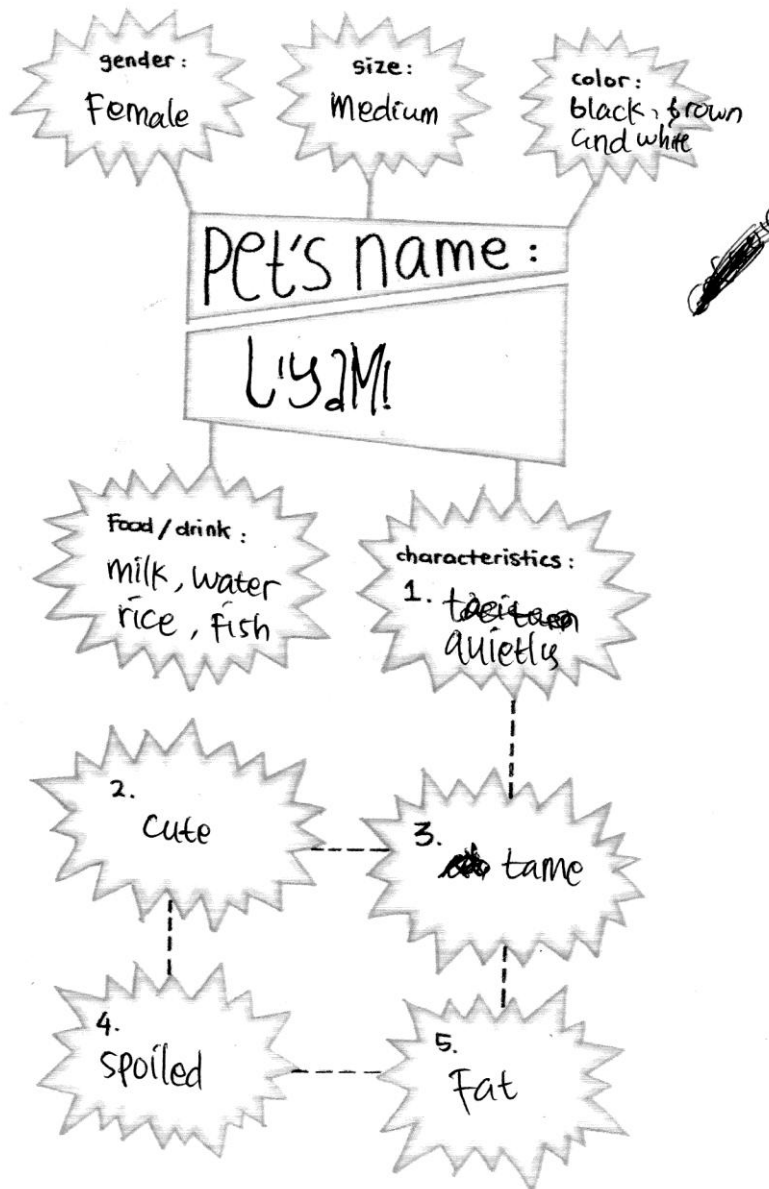 gender:
Female
size:
Medium
color:
black, brown
and white
Pet's name:
Food/drink:
milk, water
rice, fish
characteristics:
1.
quietly
2.
cute
3.
tame
4.
spoiled
5.
Fat